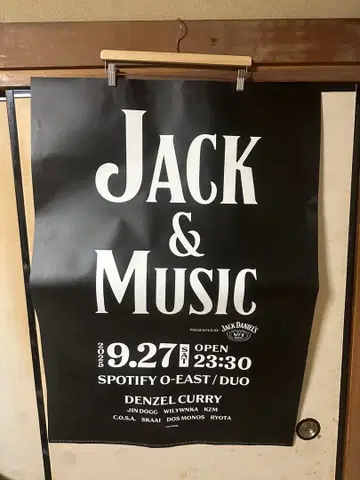 JACK
&
MUSIC
PRESENTED BY JACK DANIEL'S
2025 9.27 SAT OPEN 23:30
SPOTIFY O-EAST / DUO
DENZEL CURRY
JIN DOGG WILYWNKA KZM
C.O.S.A. SKAAI DOS MONOS RYOTA